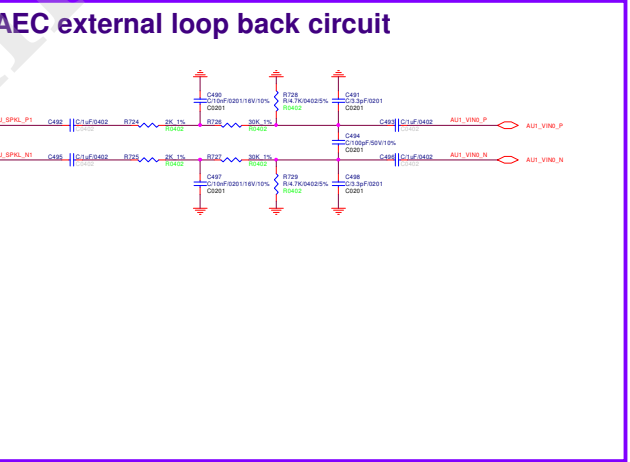 AEC external loop back circuit
C490
C/10nF/0201/16V/10%
C0201
R728
R/4.7K/0402/5%
R0402
C491
C/3.3pF/0201
C0201
_SPKL_P1
C492
C/1uF/0402
C0402
R724
2K_1%
R0402
R726
30K_1%
R0402
C493
C/1uF/0402
C0402
AU1_VIN0_P
AU1_VIN0_P
C494
C/100pF/50V/10%
C0201
_SPKL_N1
C495
C/1uF/0402
C0402
R725
2K_1%
R0402
R727
30K_1%
R0402
C496
C/1uF/0402
C0402
AU1_VIN0_N
AU1_VIN0_N
C497
C/10nF/0201/16V/10%
C0201
R729
R/4.7K/0402/5%
R0402
C498
C/3.3pF/0201
C0201